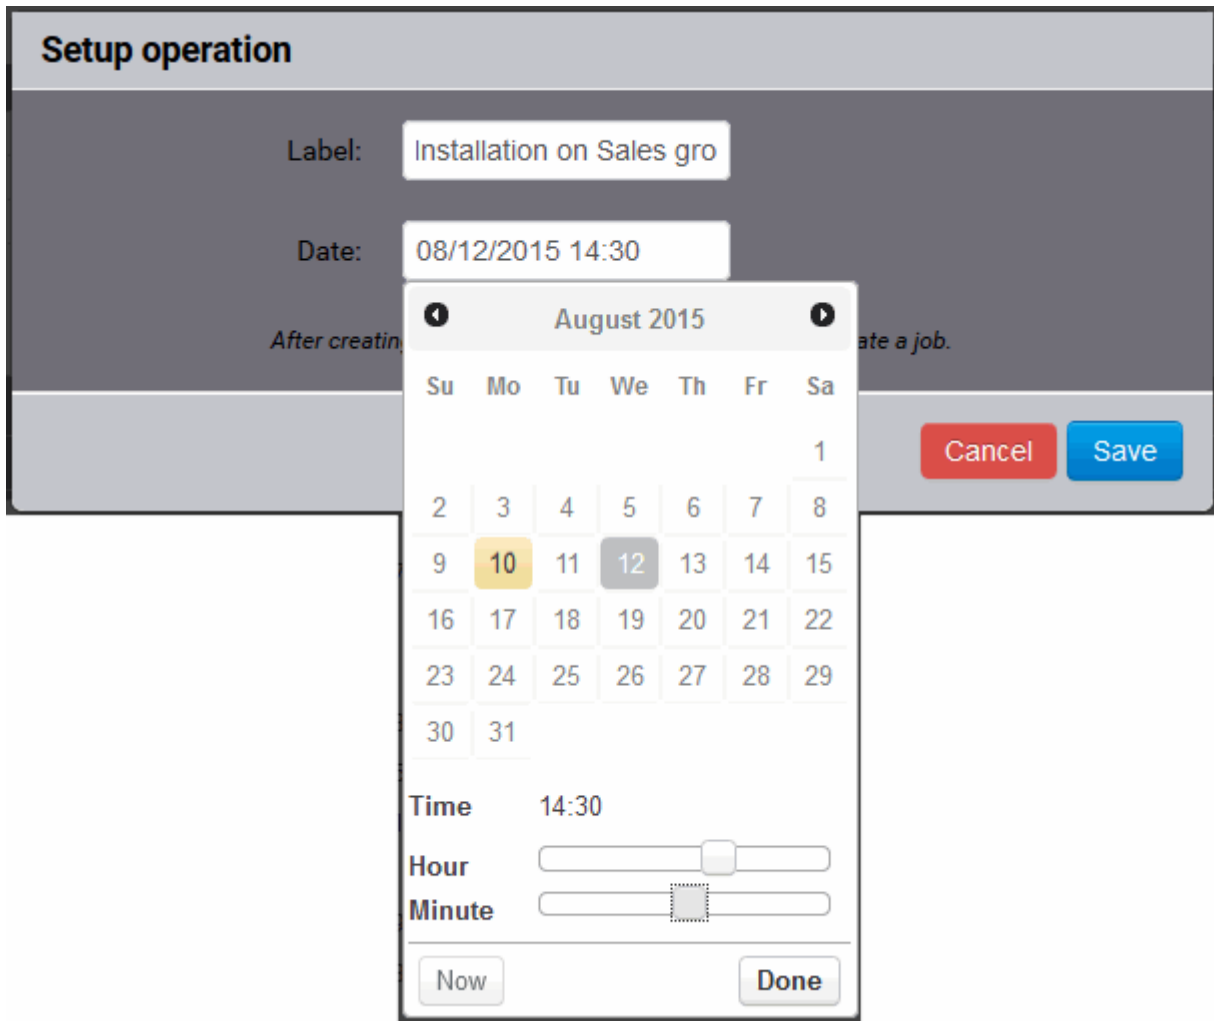 Setup operation
Label: Installation on Sales gro
Date: 08/12/2015 14:30
August 2015
After creatin ate a job.
Su Mo Tu We Th Fr Sa
1
Cancel Save
2 3 4 5 6 7 8
9 10 11 12 13 14 15
16 17 18 19 20 21 22
23 24 25 26 27 28 29
30 31
Time 14:30
Hour
Minute
Now Done